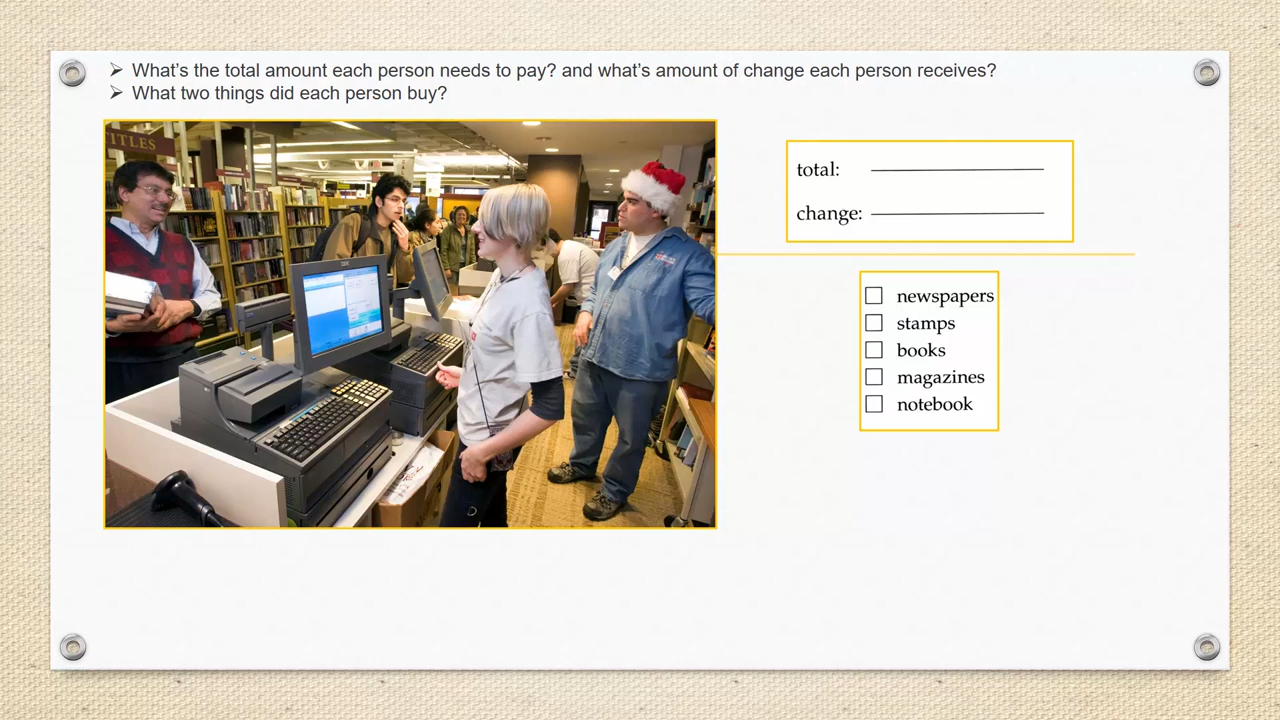 What's the total amount each person needs to pay? and what's amount of change each person receives?
What two things did each person buy?
ITLES
total:
change:
newspapers
stamps
books
magazines
notebook